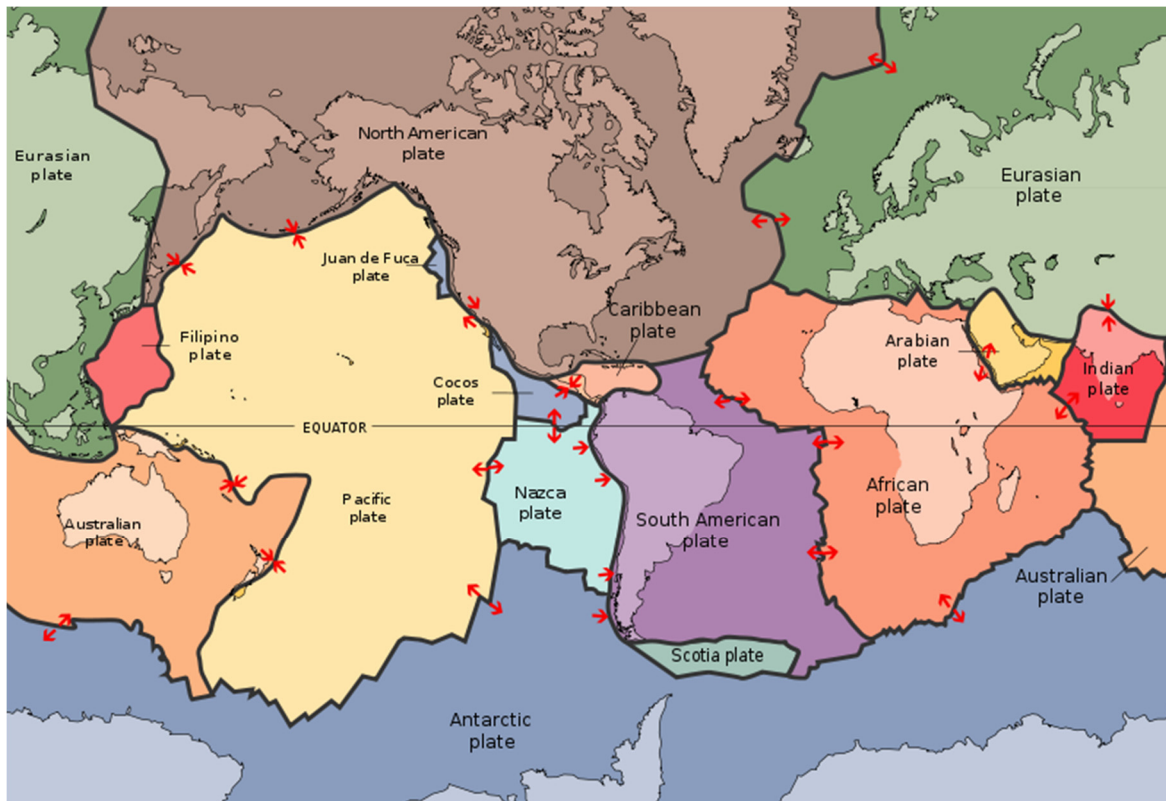 North American
plate
Eurasian
plate
Eurasian
plate
Juan de Fuca
plate
Caribbean
plate
Filipino
plate
Arabian
plate
Indian
plate
Cocos
plate
EQUATOR
Pacific
plate
Nazca
plate
African
plate
South American
plate
Australian
plate
Australian
plate
Scotia plate
Antarctic
plate